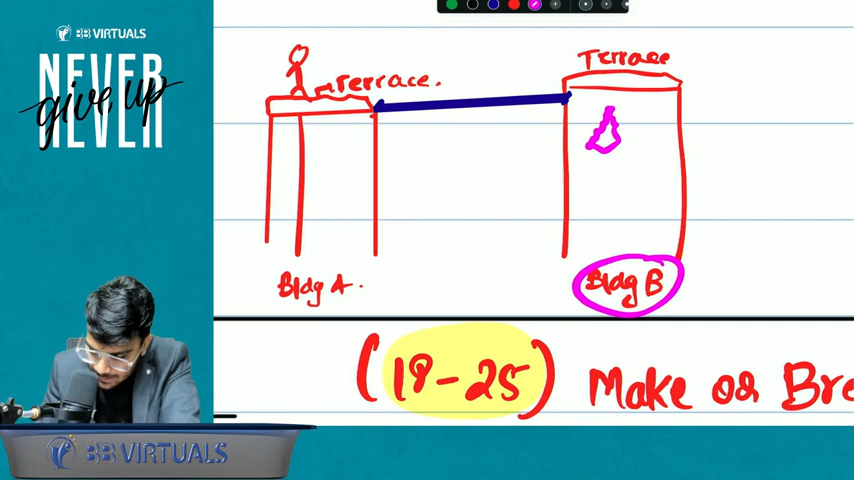 BB VIRTUALS
NEVER
give up
NEVER
Terrace.
Terrace
Bldg A.
Bldg B
(18-25) Make or Bre
BB VIRTUALS